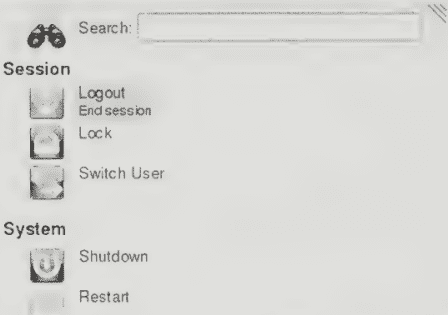 Search:
Session
Logout
End session
Lock
Switch User
System
Shutdown
Restart